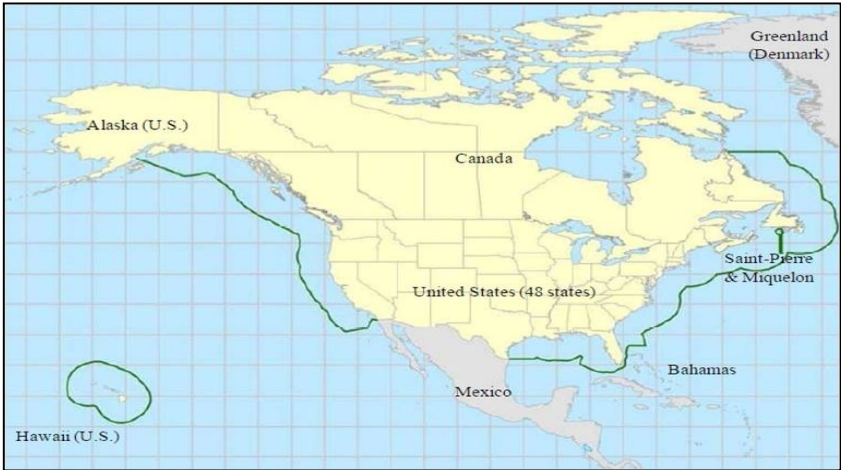 Greenland
(Denmark)
Alaska (U.S.)
Canada
Saint-Pierre
& Miquelon
United States (48 states)
Bahamas
Mexico
Hawaii (U.S.)